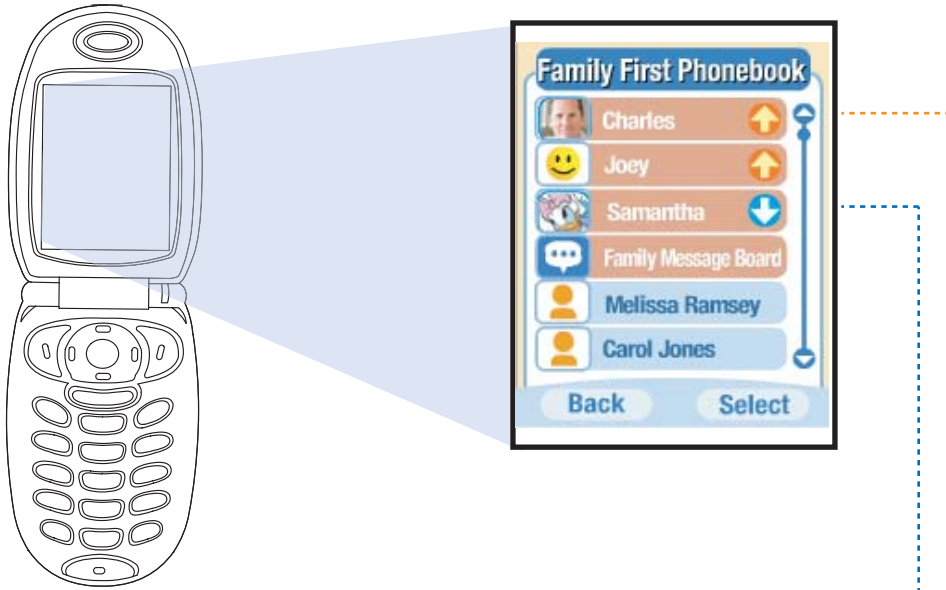 Family First Phonebook
Charles
Joey
Samantha
Family Message Board
Melissa Ramsey
Carol Jones
Back
Select